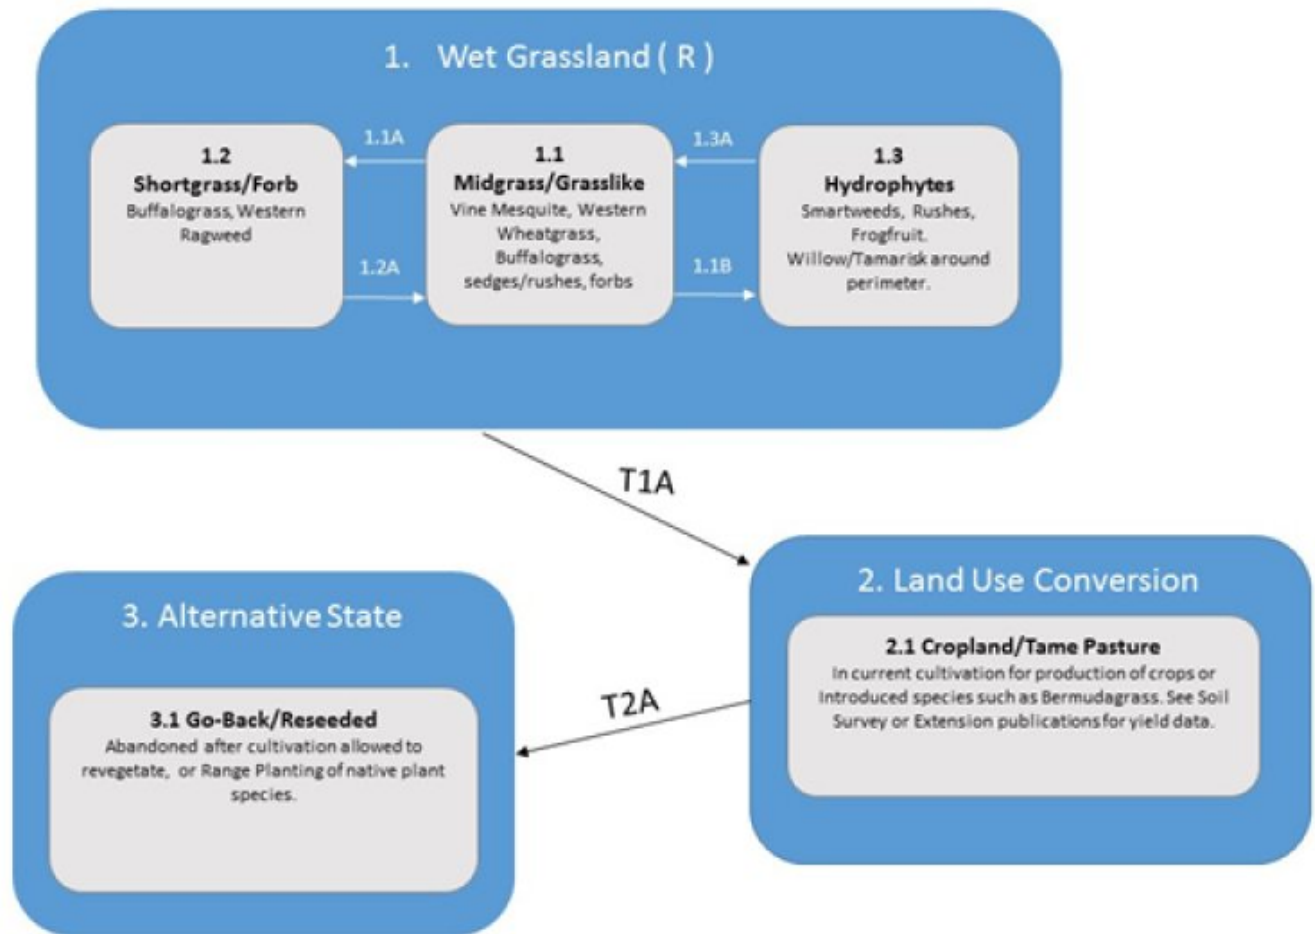 1. Wet Grassland ( R )
1.2
Shortgrass/Forb
Buffalograss, Western
Ragweed
1.1A
1.2A
1.1
Midgrass/Grasslike
Vine Mesquite, Western
Wheatgrass,
Buffalograss,
sedges/rushes, forbs
1.3A
1.1B
1.3
Hydrophytes
Smartweeds, Rushes,
Frogfruit.
Willow/Tamarisk around
perimeter.
T1A
2. Land Use Conversion
2.1 Cropland/Tame Pasture
In current cultivation for production of crops or
Introduced species such as Bermudagrass. See Soil
Survey or Extension publications for yield data.
T2A
3. Alternative State
3.1 Go-Back/Reseeded
Abandoned after cultivation allowed to
revegetate, or Range Planting of native plant
species.